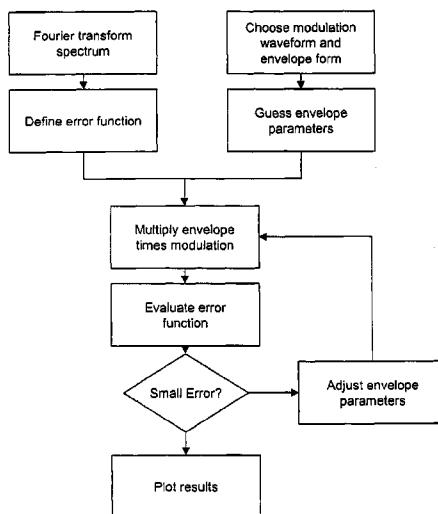 Fourier transform
spectrum
Choose modulation
waveform and
envelope form
Define error function
Guess envelope
parameters
Multiply envelope
times modulation
Evaluate error
function
Small Error?
Adjust envelope
parameters
Plot results